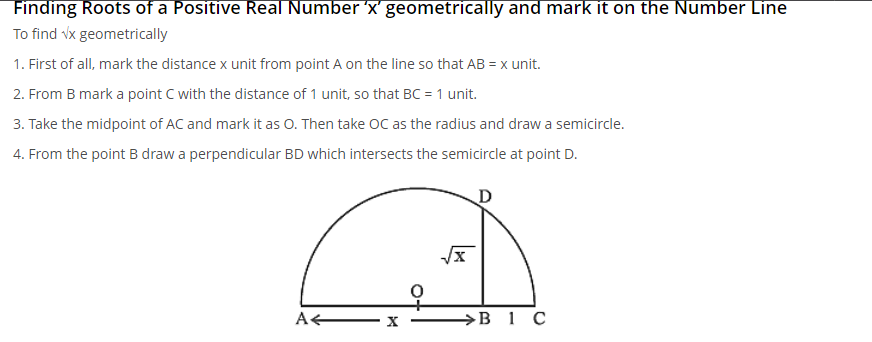 Finding Roots of a Positive Real Number 'x' geometrically and mark it on the Number Line
To find √x geometrically
1. First of all, mark the distance x unit from point A on the line so that AB = x unit.
2. From B mark a point C with the distance of 1 unit, so that BC = 1 unit.
3. Take the midpoint of AC and mark it as O. Then take OC as the radius and draw a semicircle.
4. From the point B draw a perpendicular BD which intersects the semicircle at point D.
D
√x
O
A x B 1 C